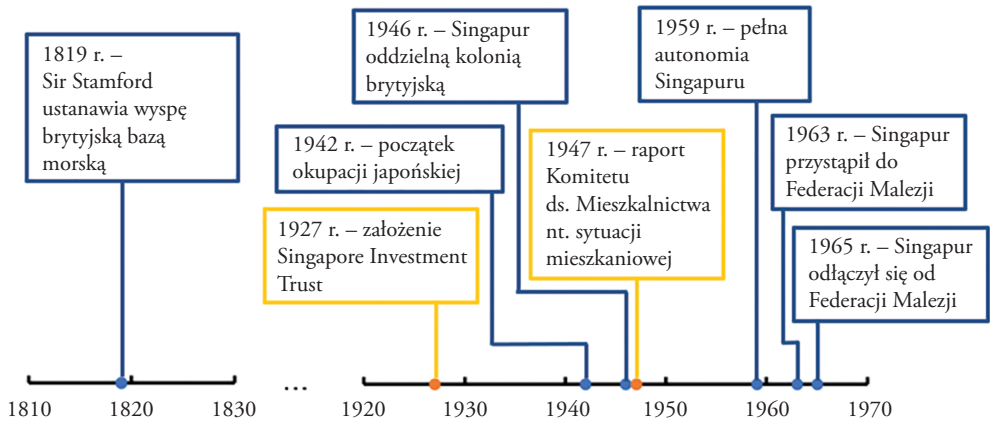 1819 r. –
Sir Stamford
ustanawia wyspę
brytyjską bazą
morską
1946 r. – Singapur
oddzielną kolonią
brytyjską
1959 r. – pełna
autonomia
Singapuru
1942 r. – początek
okupacji japońskiej
1947 r. – raport
Komitetu
ds. Mieszkalnictwa
nt. sytuacji
mieszkaniowej
1963 r. – Singapur
przystąpił do
Federacji Malezji
1927 r. – założenie
Singapore Investment
Trust
1965 r. – Singapur
odłączył się od
Federacji Malezji
...
1810 1820 1830 1920 1930 1940 1950 1960 1970